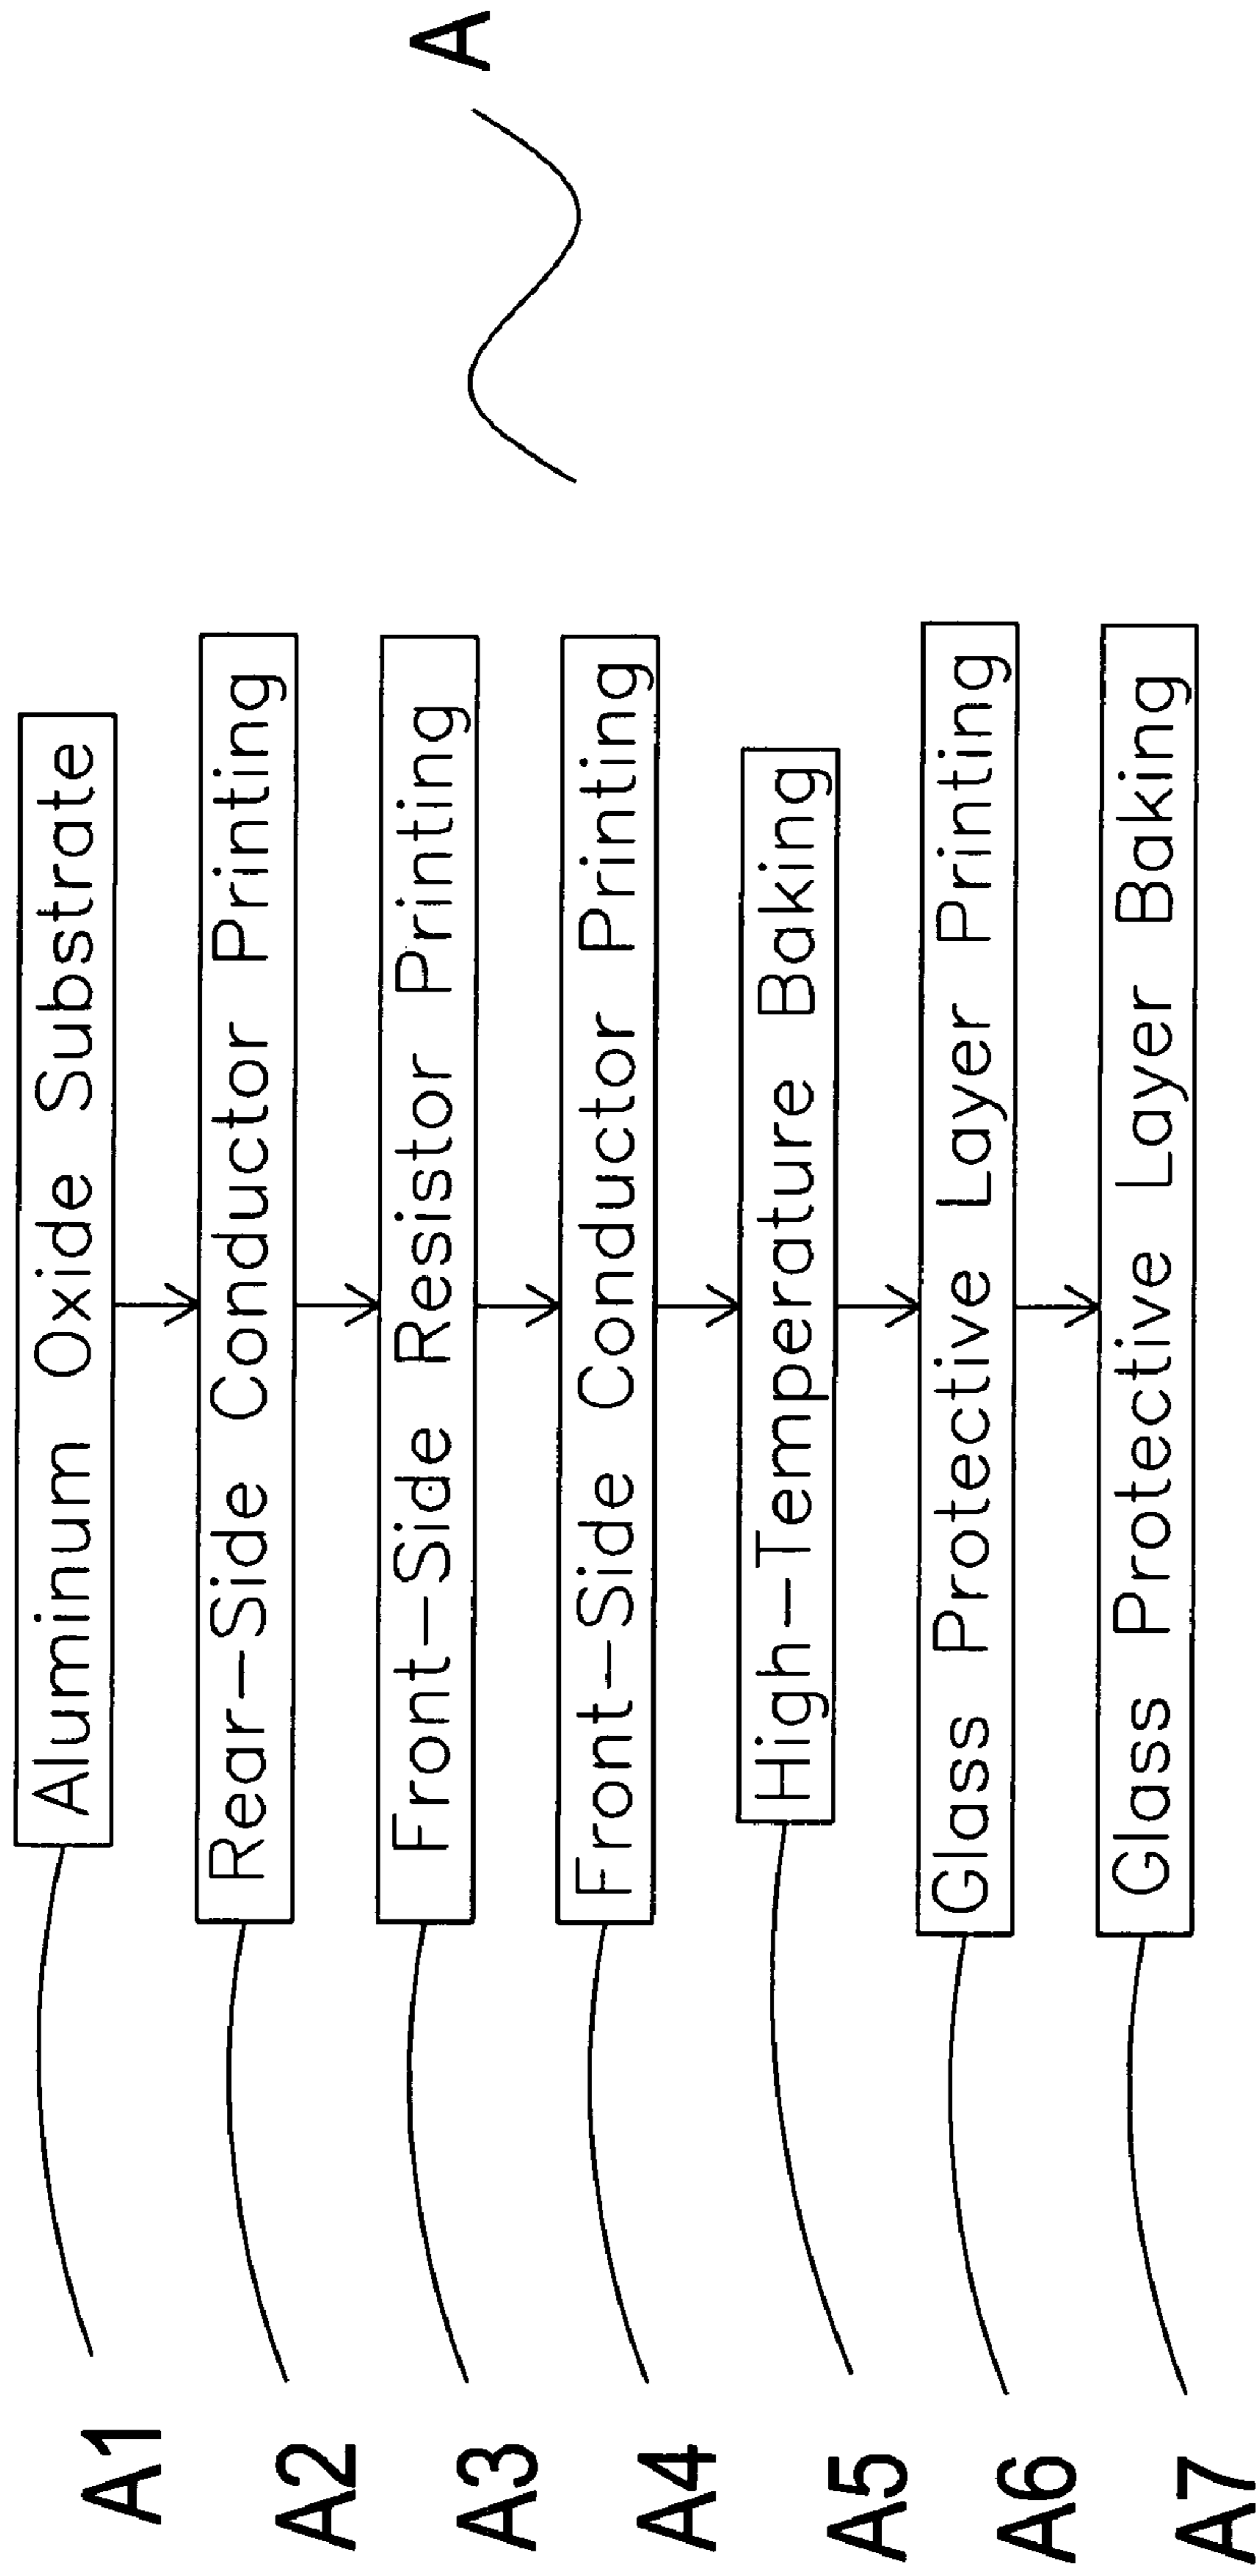 A
A1 Aluminum Oxide Substrate
A2 Rear-Side Conductor Printing
A3 Front-Side Resistor Printing
A4 Front-Side Conductor Printing
A5 High-Temperature Baking
A6 Glass Protective Layer Printing
A7 Glass Protective Layer Baking